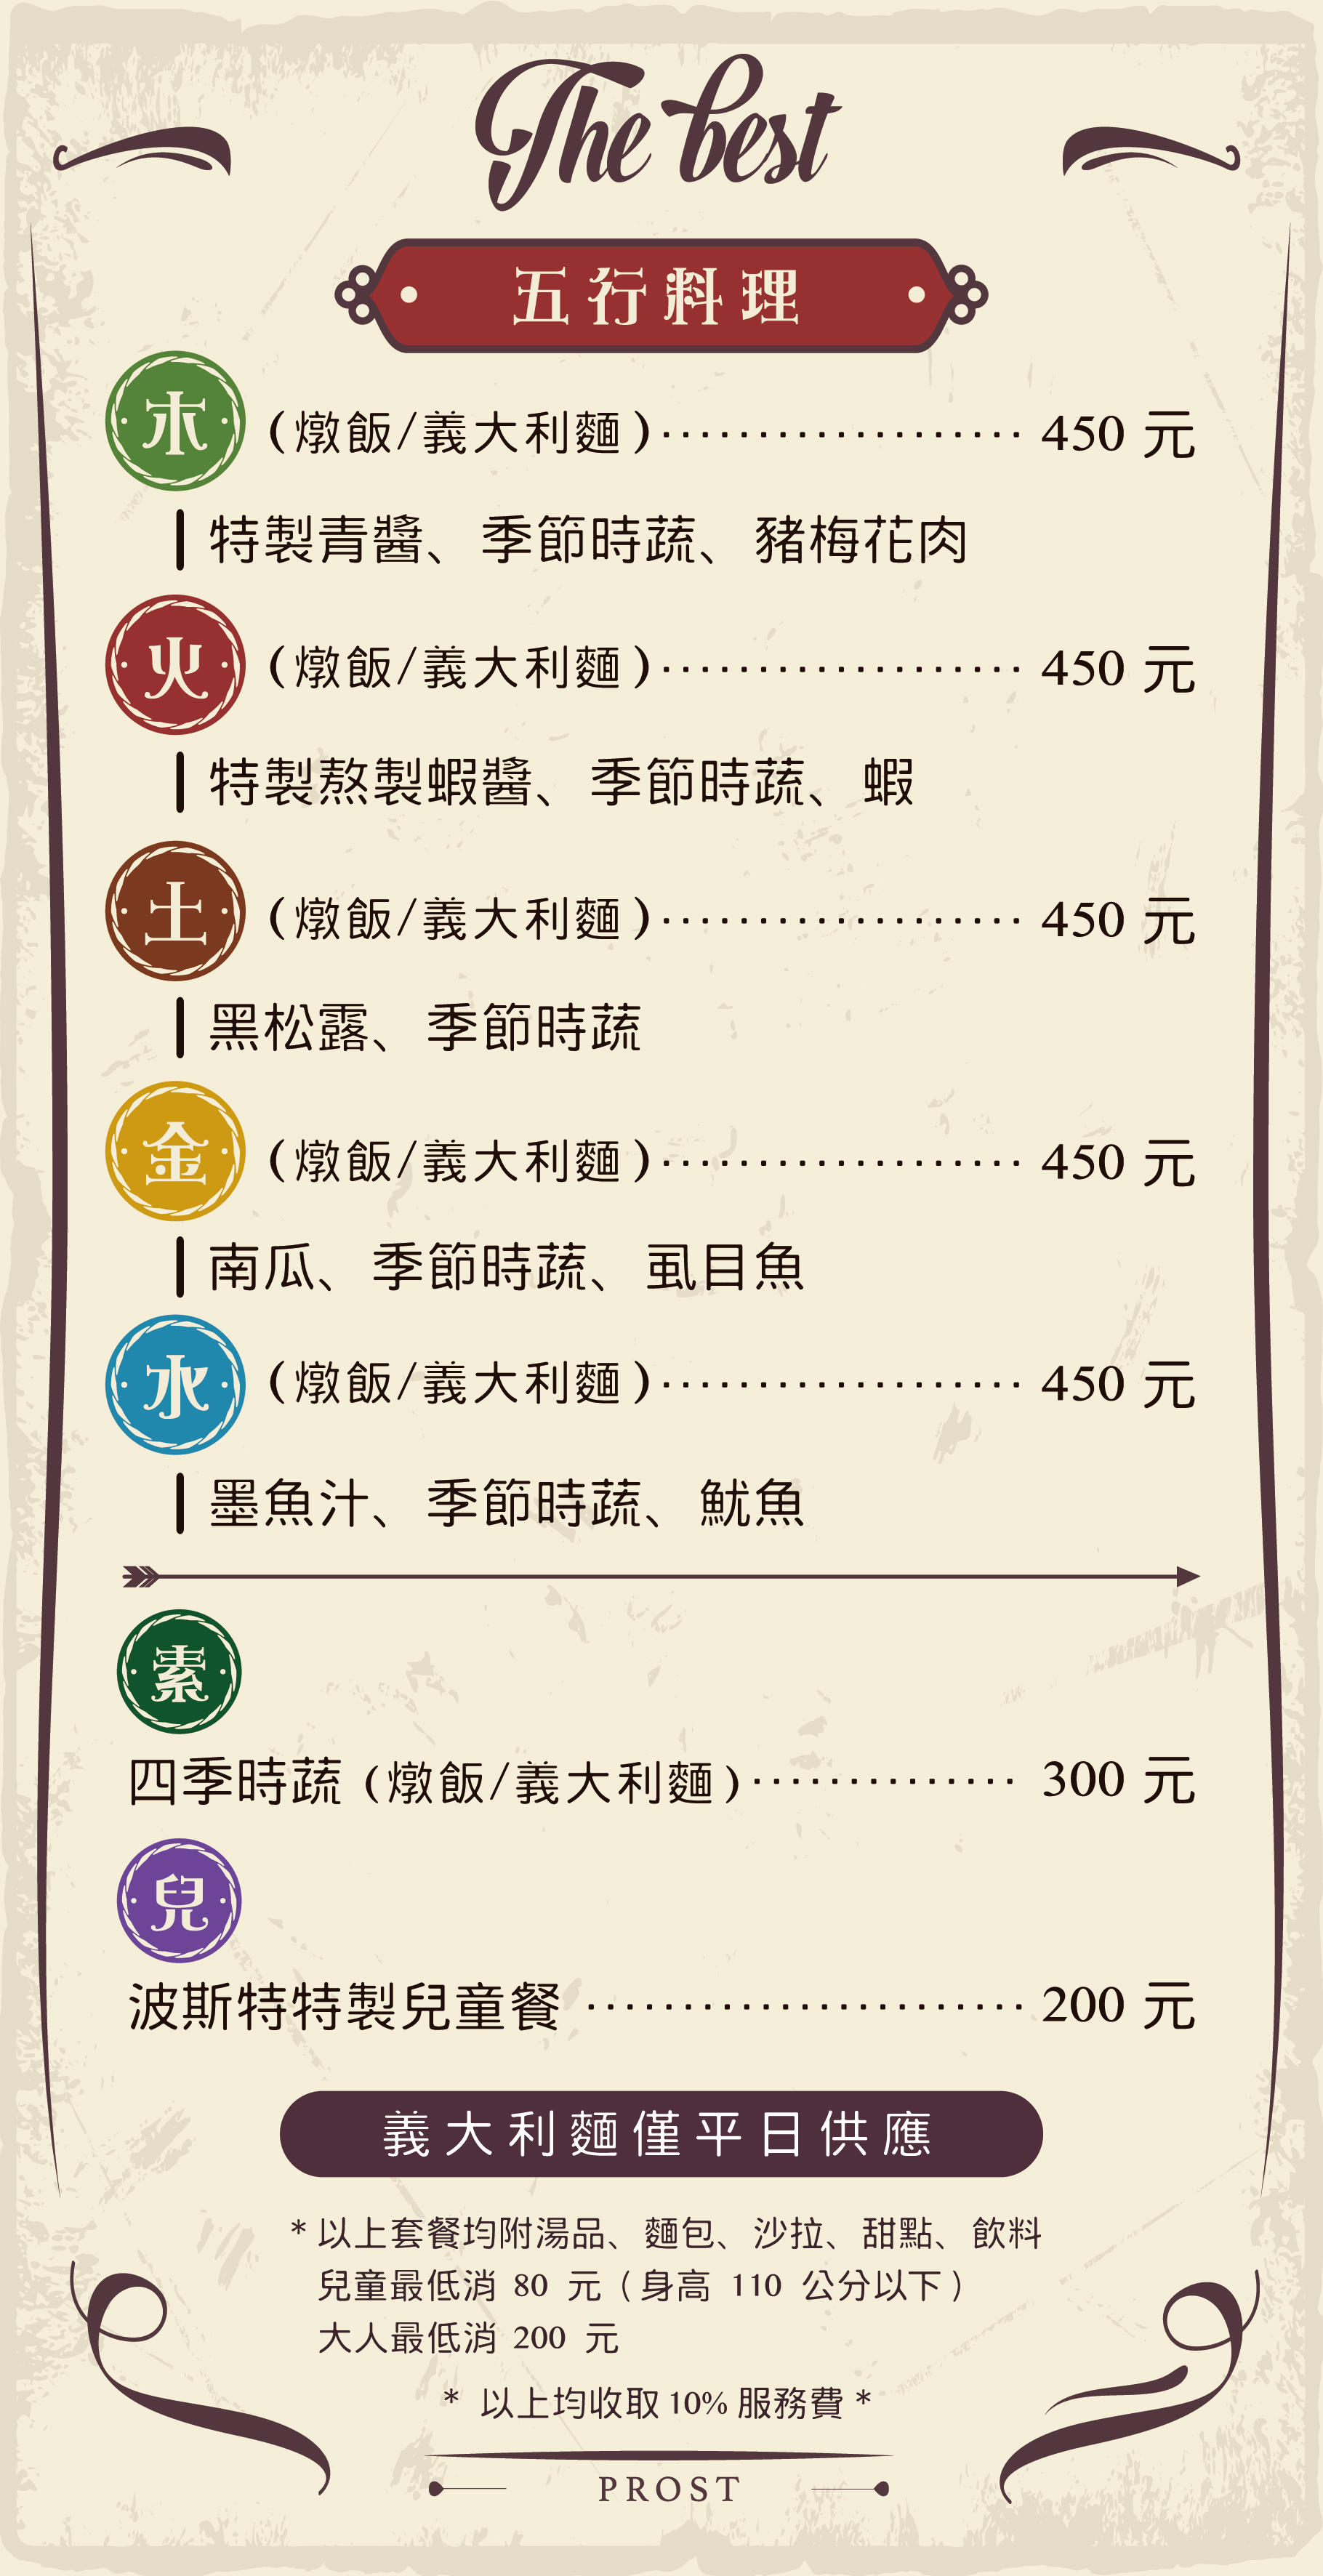 The best
五行料理
木 (燉飯/義大利麵)·················· 450 元
特製青醬、季節時蔬、豬梅花肉
火 (燉飯/義大利麵)·················· 450 元
特製熬製蝦醬、季節時蔬、蝦
土 (燉飯/義大利麵)·················· 450 元
黑松露、季節時蔬
金 (燉飯/義大利麵)·················· 450 元
南瓜、季節時蔬、虱目魚
水 (燉飯/義大利麵)·················· 450 元
墨魚汁、季節時蔬、魷魚
素
四季時蔬 (燉飯/義大利麵)·············· 300 元
兒
波斯特特製兒童餐 ······················· 200 元
義大利麵僅平日供應
* 以上套餐均附湯品、麵包、沙拉、甜點、飲料
兒童最低消 80 元 (身高 110 公分以下)
大人最低消 200 元
* 以上均收取 10% 服務費 *
PROST